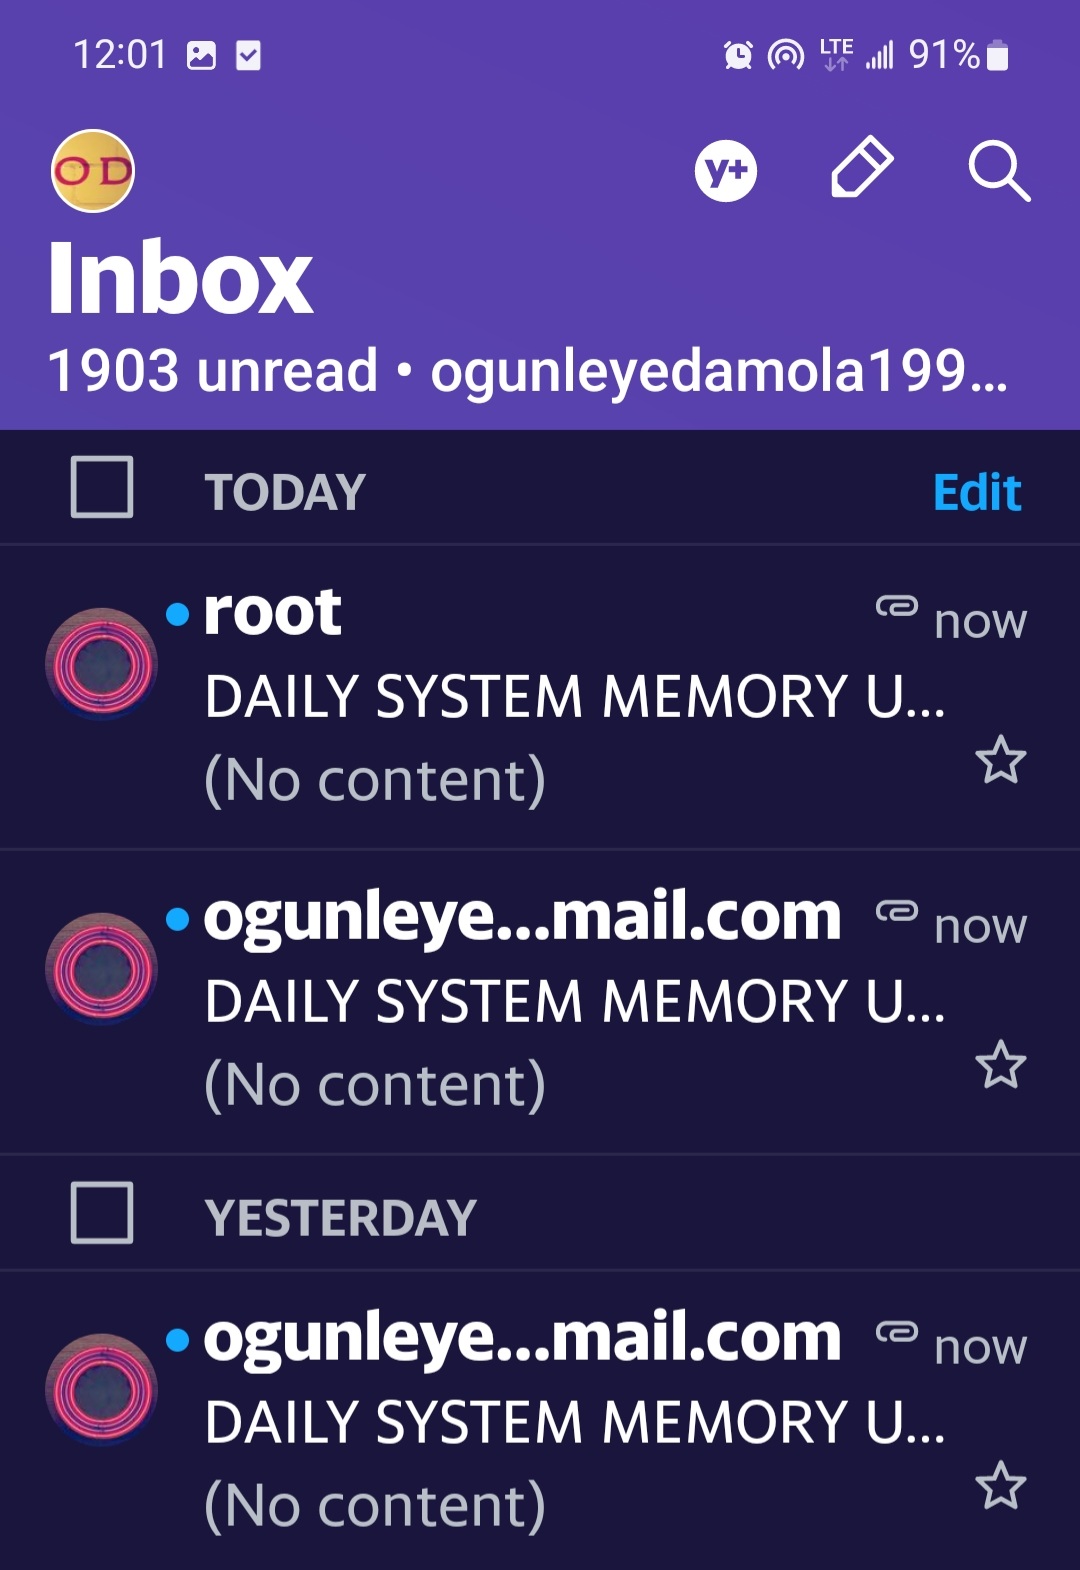 12:01 LTE 91%
OD
y+
Inbox
1903 unread • ogunleyedamola199...
TODAY Edit
root now
DAILY SYSTEM MEMORY U...
(No content)
ogunleye...mail.com now
DAILY SYSTEM MEMORY U...
(No content)
YESTERDAY
ogunleye...mail.com now
DAILY SYSTEM MEMORY U...
(No content)